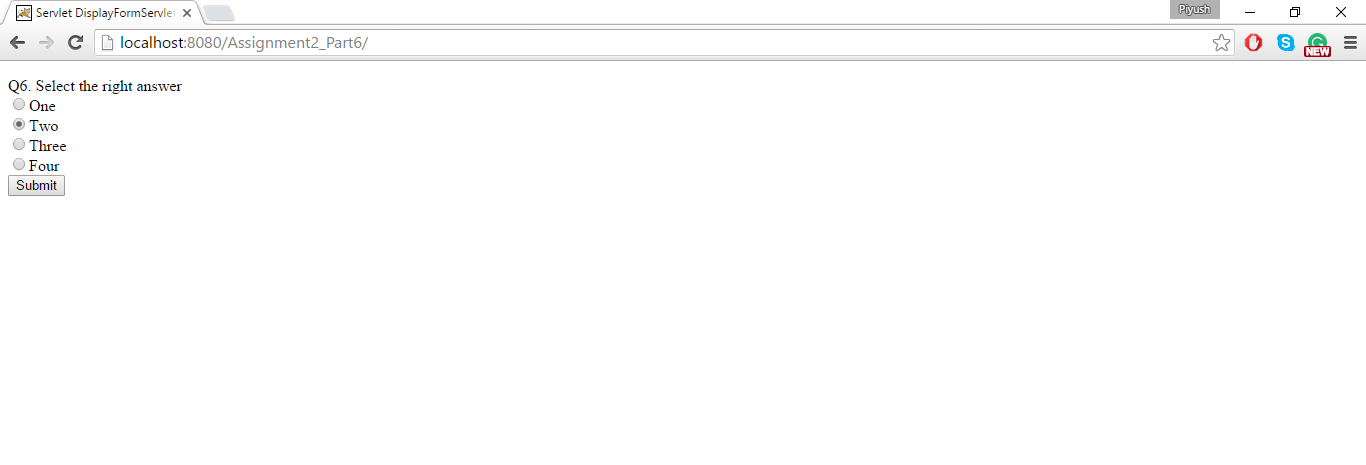 Servlet DisplayFormServlet
Piyush
localhost:8080/Assignment2_Part6/
NEW
Q6. Select the right answer
One
Two
Three
Four
Submit